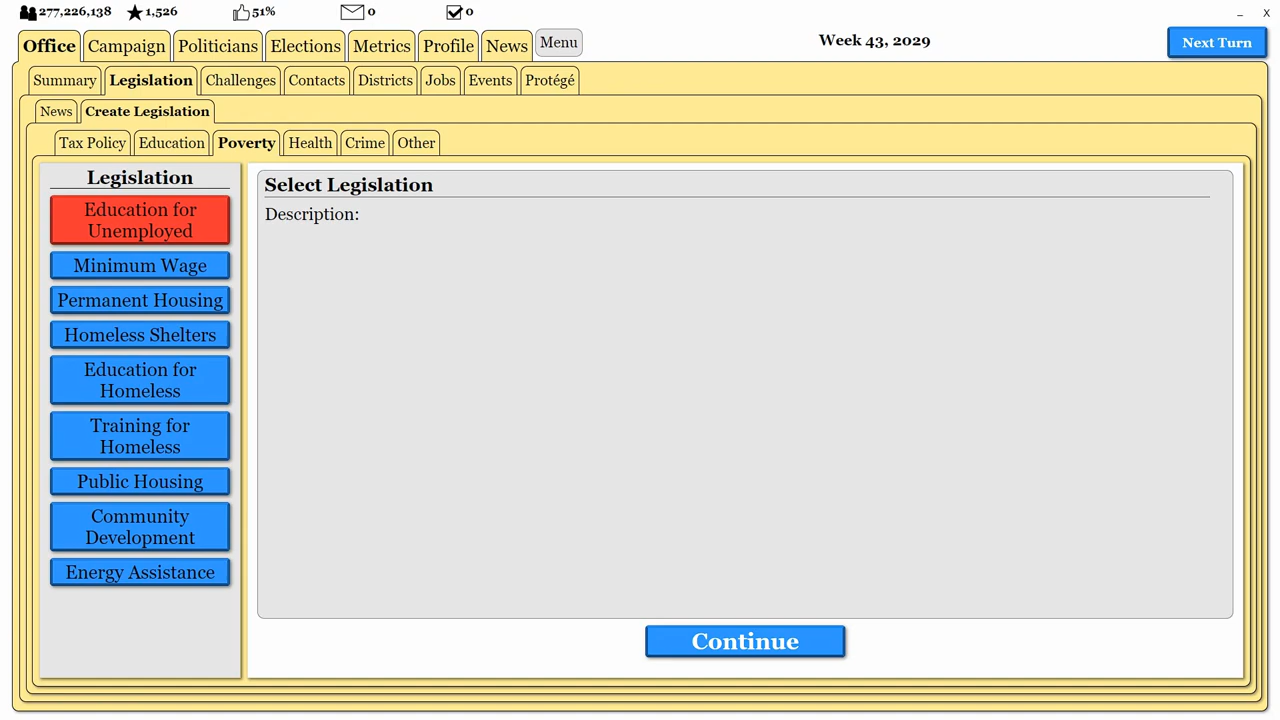 277,226,138 1,526 51% 0 0
_ X
Office Campaign Politicians Elections Metrics Profile News Menu
Week 43, 2029
Next Turn
Summary Legislation Challenges Contacts Districts Jobs Events Protégé
News Create Legislation
Tax Policy Education Poverty Health Crime Other
Legislation
Education for
Unemployed
Minimum Wage
Permanent Housing
Homeless Shelters
Education for
Homeless
Training for
Homeless
Public Housing
Community
Development
Energy Assistance
Select Legislation
Description:
Continue